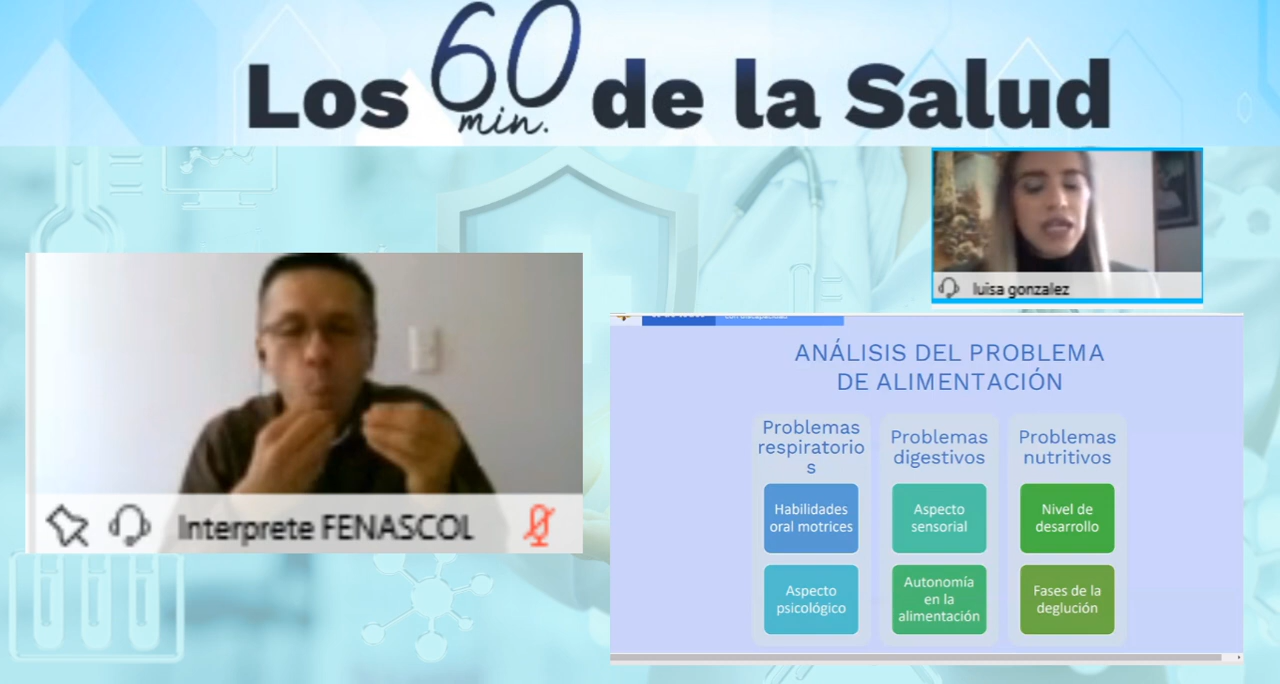 Los 60 de la Salud
min.
luisa gonzalez
Interprete FENASCOL
ANÁLISIS DEL PROBLEMA
DE ALIMENTACIÓN
Problemas
respiratorio
s
Problemas
digestivos
Problemas
nutritivos
Habilidades
oral motrices
Aspecto
sensorial
Nivel de
desarrollo
Aspecto
psicológico
Autonomía
en la
alimentación
Fases de la
deglución